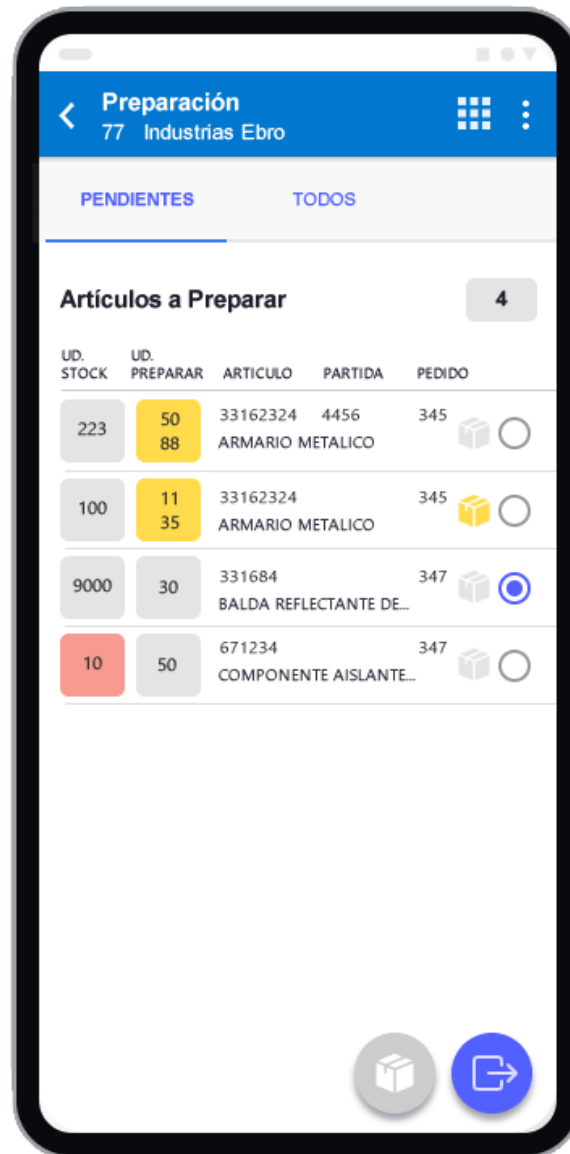 Preparación
77 Industrias Ebro
PENDIENTES TODOS
Artículos a Preparar 4
UD. STOCK UD. PREPARAR ARTICULO PARTIDA PEDIDO
223 50 88 33162324 4456 345
ARMARIO METALICO
100 11 35 33162324 345
ARMARIO METALICO
9000 30 331684 347
BALDA REFLECTANTE DE...
10 50 671234 347
COMPONENTE AISLANTE...